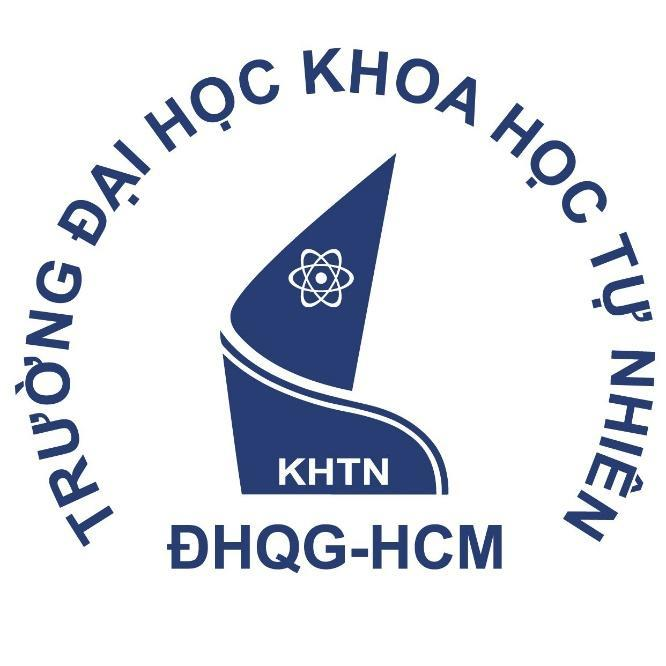 TRƯỜNG ĐẠI HỌC KHOA HỌC TỰ NHIÊN
KHTN
ĐHQG-HCM